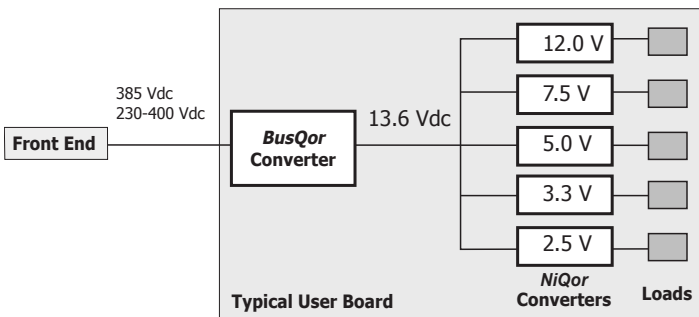 385 Vdc
230-400 Vdc
Front End
BusQor
Converter
13.6 Vdc
12.0 V
7.5 V
5.0 V
3.3 V
2.5 V
NiQor
Converters
Loads
Typical User Board